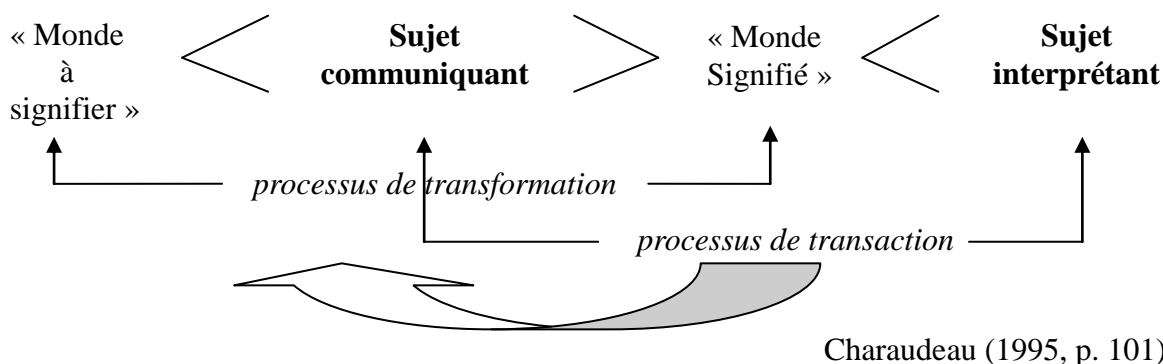 « Monde
à
signifier »
Sujet
communiquant
« Monde
Signifié »
Sujet
interprétant
processus de transformation
processus de transaction
Charaudeau (1995, p. 101)